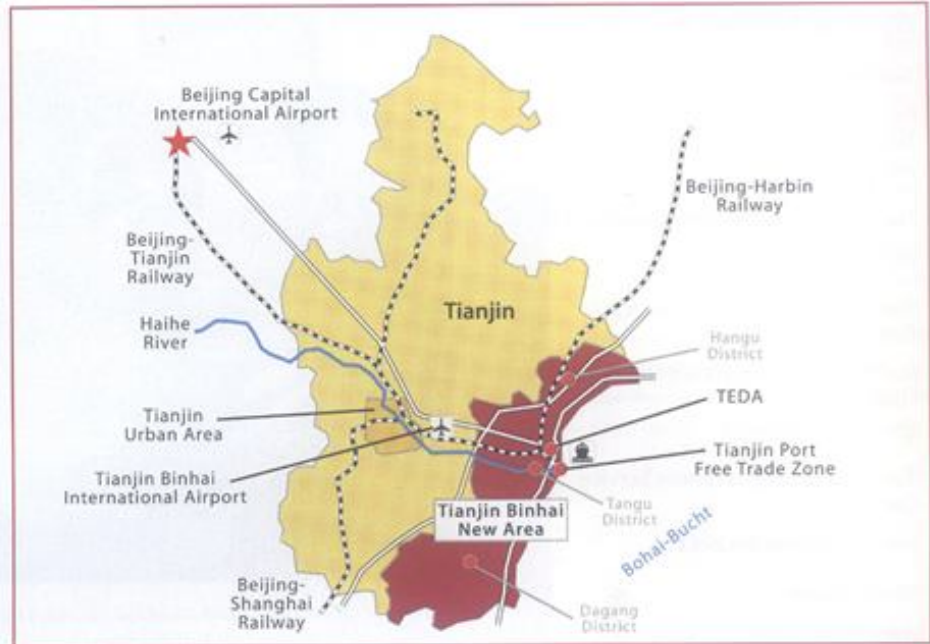 Beijing Capital
International Airport
Beijing-Harbin
Railway
Beijing-
Tianjin
Railway
Tianjin
Haihe
River
Hangu
District
TEDA
Tianjin
Urban Area
Tianjin Port
Free Trade Zone
Tianjin Binhai
International Airport
Tianjin Binhai
New Area
Tangu
District
Bohai-Bucht
Beijing-
Shanghai
Railway
Dagang
District